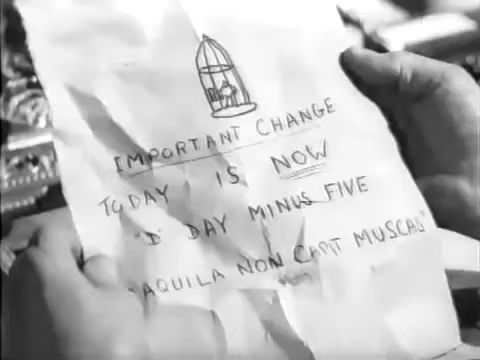 IMPORTANT CHANGE
TODAY IS NOW
"D" DAY MINUS FIVE
"AQUILA NON CAPIT MUSCAS"